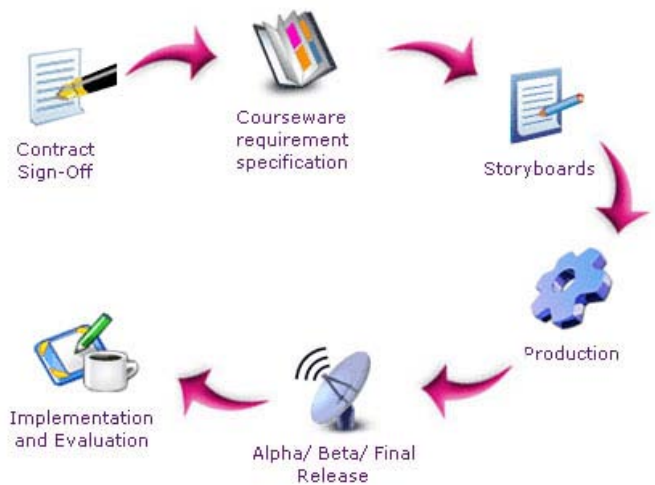 Contract
Sign-Off
Courseware
requirement
specification
Storyboards
Production
Alpha/ Beta/ Final
Release
Implementation
and Evaluation